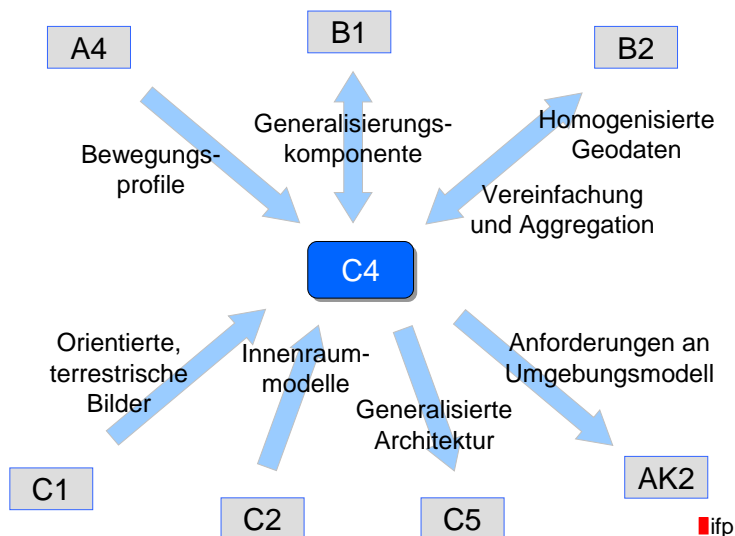 A4
B1
B2
Bewegungs-
profile
Generalisierungs-
komponente
Homogenisierte
Geodaten
Vereinfachung
und Aggregation
C4
Orientierte,
terrestrische
Bilder
Innenraum-
modelle
Generalisierte
Architektur
Anforderungen an
Umgebungsmodell
C1
C2
C5
AK2
ifp